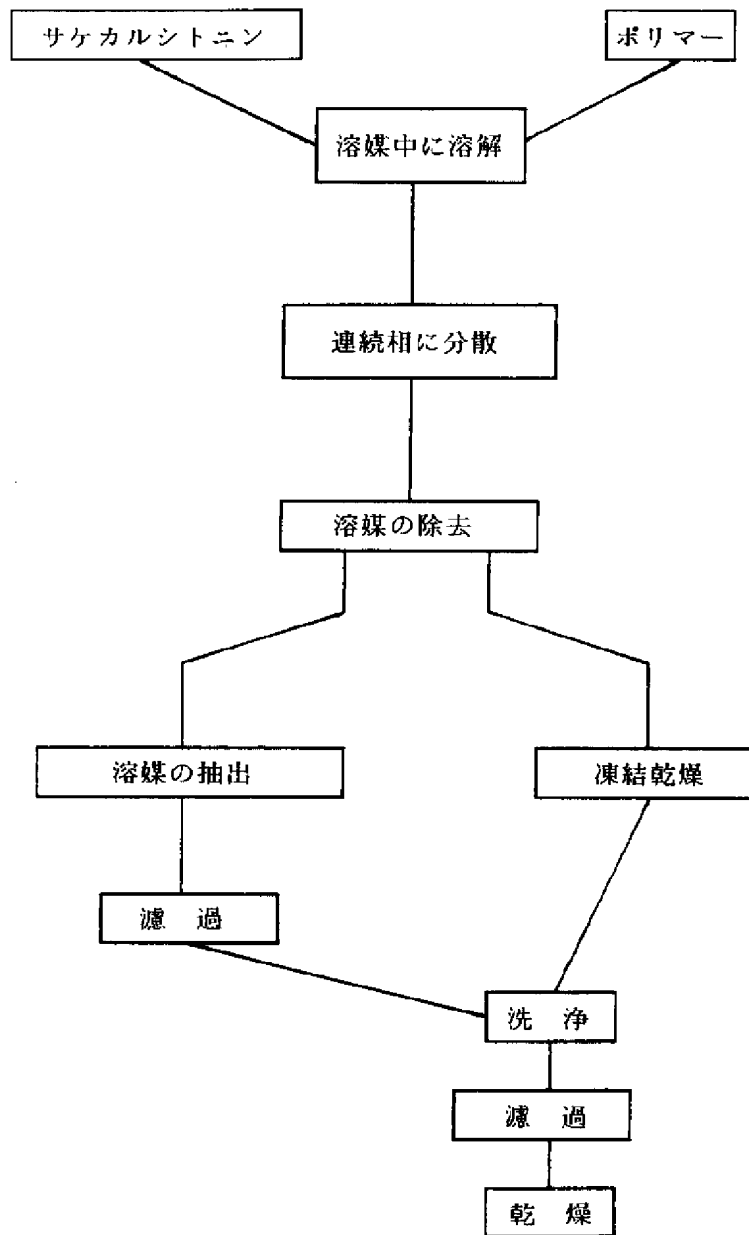 サケカルシトニン
ポリマー
溶媒中に溶解
連続相に分散
溶媒の除去
溶媒の抽出
凍結乾燥
濾 過
洗 浄
濾 過
乾 燥